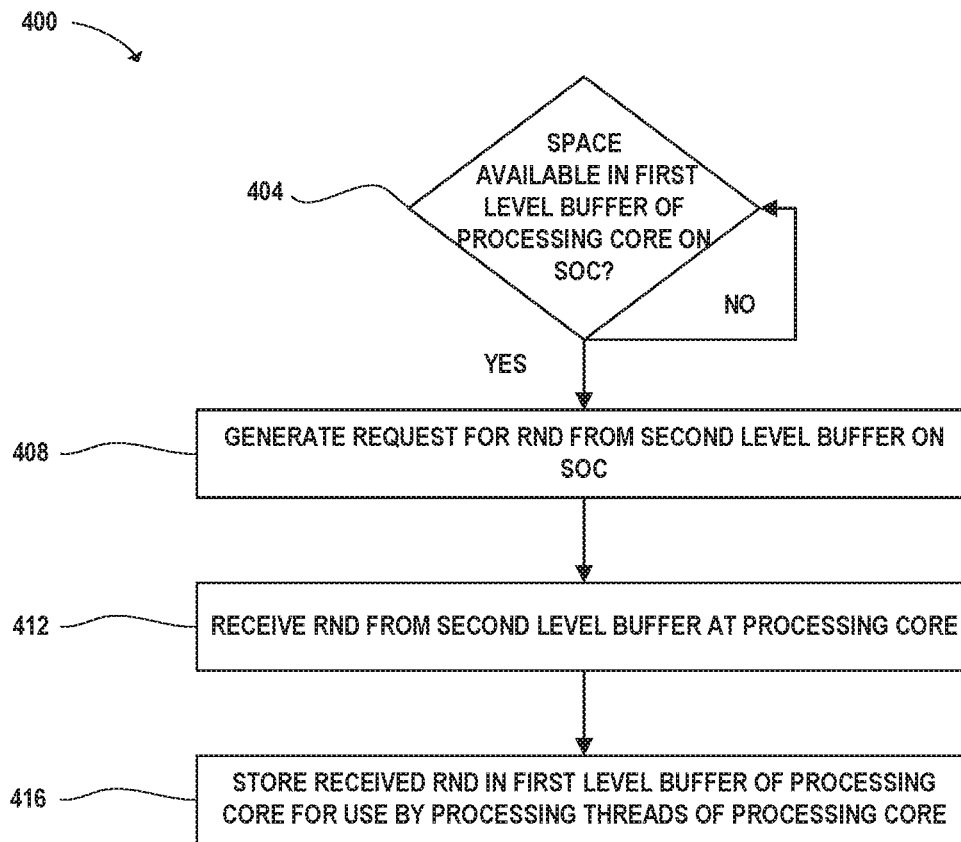 400
SPACE
AVAILABLE IN FIRST
LEVEL BUFFER OF
PROCESSING CORE ON
SOC?
404
NO
YES
GENERATE REQUEST FOR RND FROM SECOND LEVEL BUFFER ON
SOC
408
RECEIVE RND FROM SECOND LEVEL BUFFER AT PROCESSING CORE
412
STORE RECEIVED RND IN FIRST LEVEL BUFFER OF PROCESSING
CORE FOR USE BY PROCESSING THREADS OF PROCESSING CORE
416